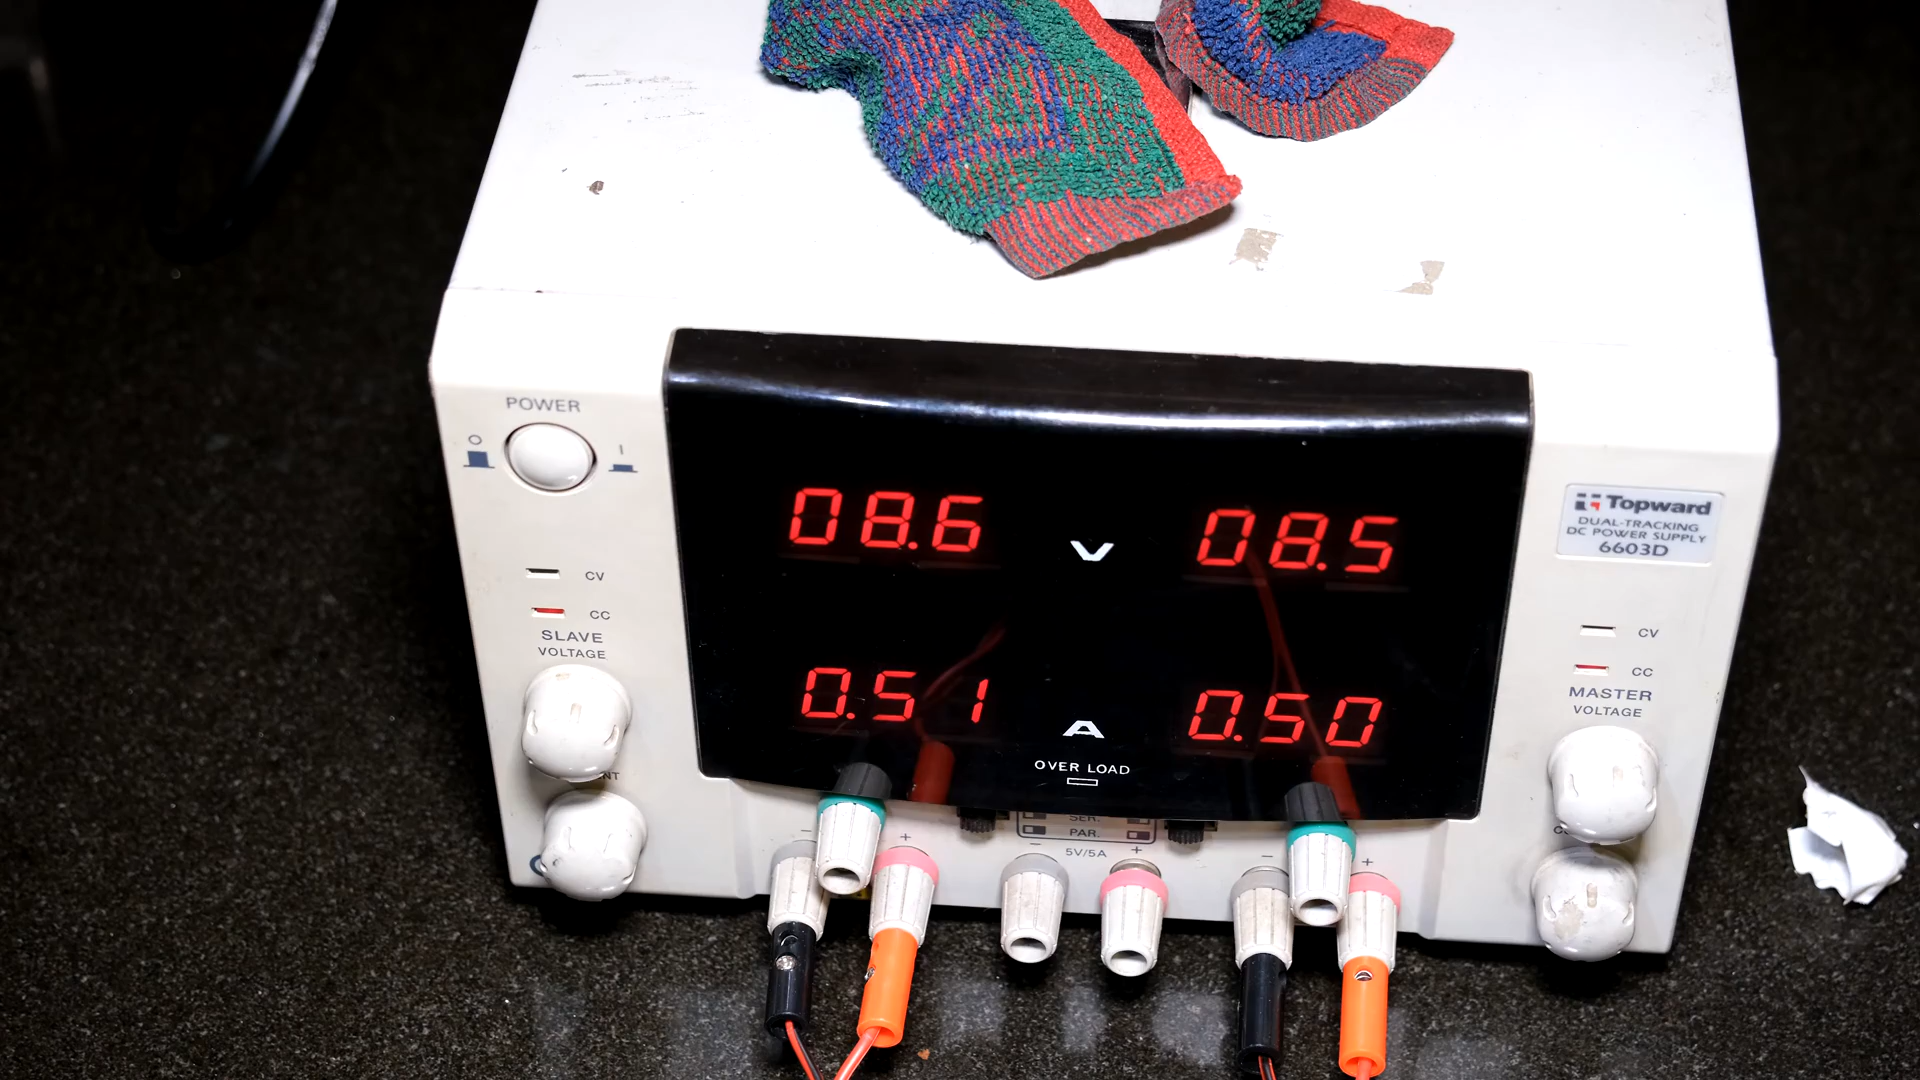 POWER
O
I
Topward
DUAL-TRACKING
DC POWER SUPPLY
6603D
08.6
V
08.5
CV
CC
SLAVE
VOLTAGE
CV
CC
MASTER
VOLTAGE
0.51
A
0.50
OVER LOAD
NT
SER.
PAR.
- +
- 5V/5A +
- +